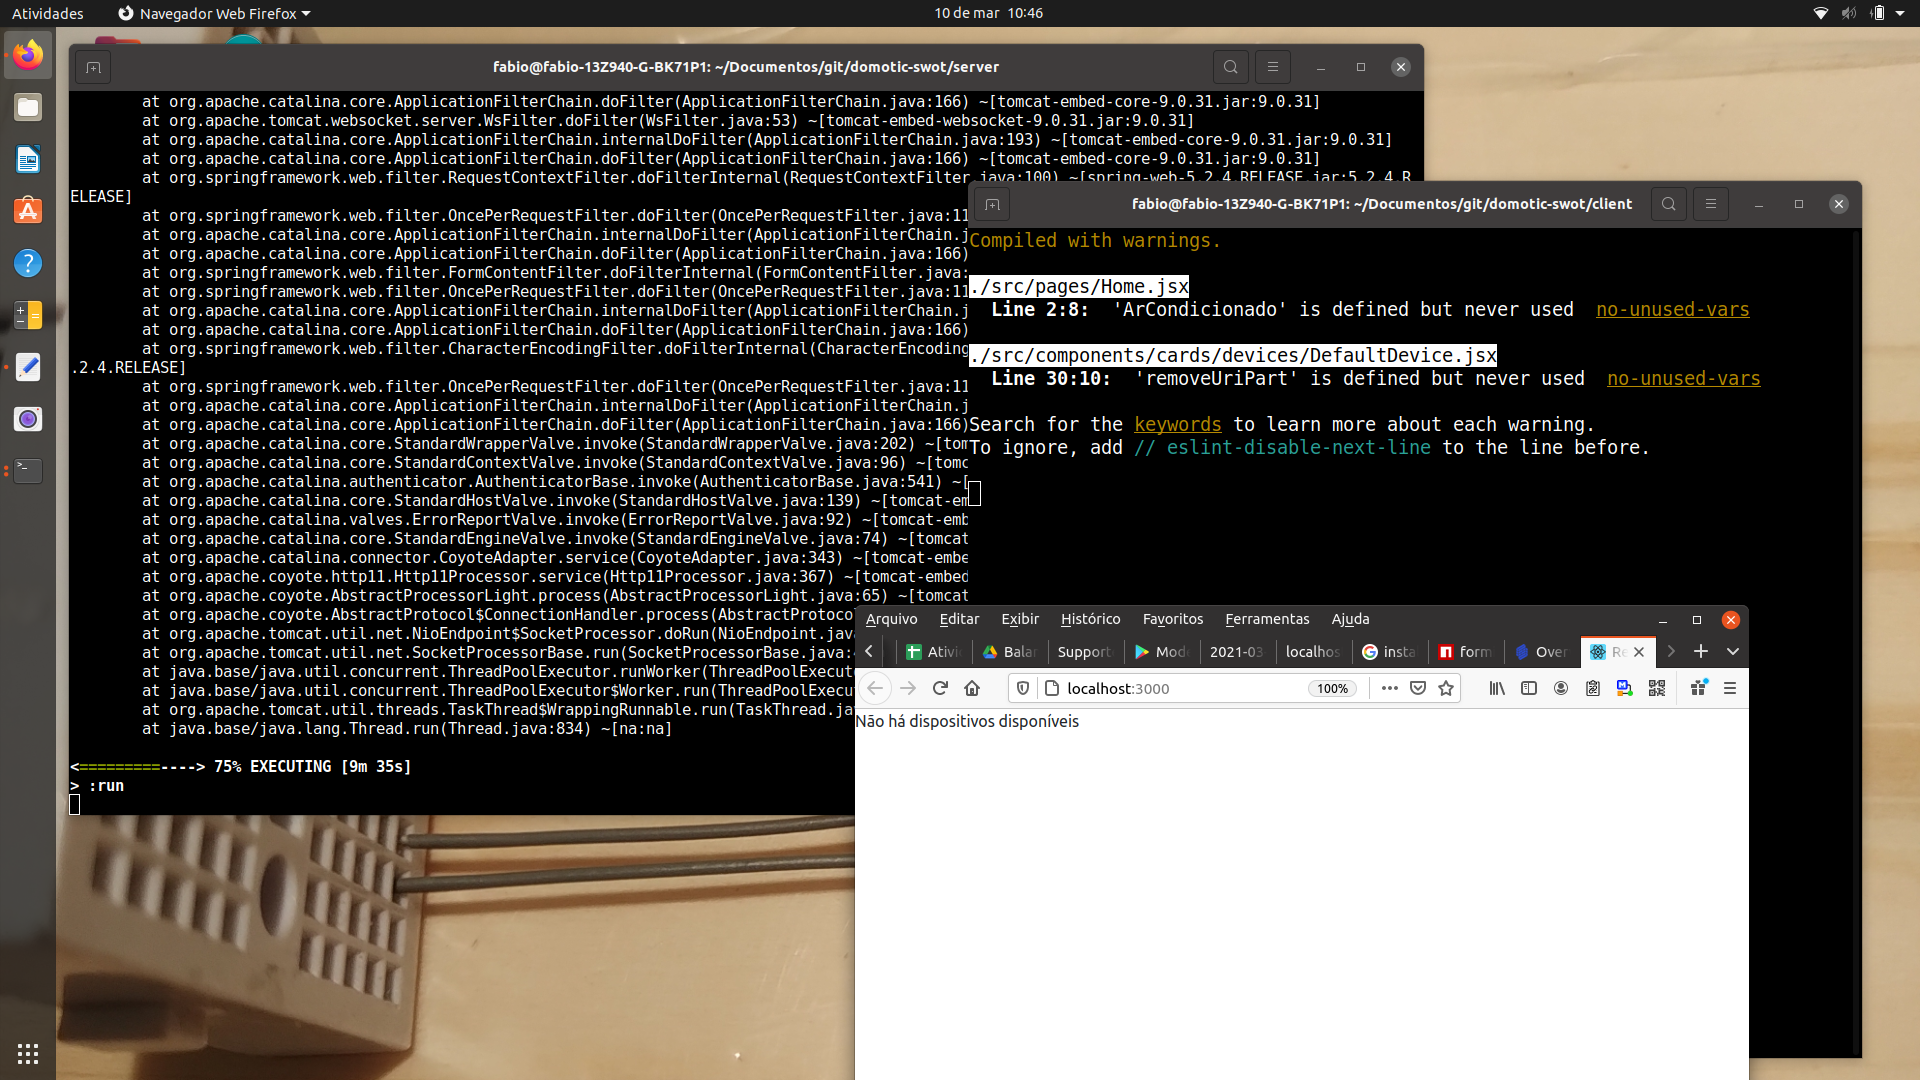 Atividades
Navegador Web Firefox
10 de mar 10:46
fabio@fabio-13Z940-G-BK71P1: ~/Documentos/git/domotic-swot/server
at org.apache.catalina.core.ApplicationFilterChain.doFilter(ApplicationFilterChain.java:166) ~[tomcat-embed-core-9.0.31.jar:9.0.31]
at org.apache.tomcat.websocket.server.WsFilter.doFilter(WsFilter.java:53) ~[tomcat-embed-websocket-9.0.31.jar:9.0.31]
at org.apache.catalina.core.ApplicationFilterChain.internalDoFilter(ApplicationFilterChain.java:193) ~[tomcat-embed-core-9.0.31.jar:9.0.31]
at org.apache.catalina.core.ApplicationFilterChain.doFilter(ApplicationFilterChain.java:166) ~[tomcat-embed-core-9.0.31.jar:9.0.31]
at org.springframework.web.filter.RequestContextFilter.doFilterInternal(RequestContextFilter.java:100) ~[spring-web-5.2.4.RELEASE.jar:5.2.4.R
ELEASE]
at org.springframework.web.filter.OncePerRequestFilter.doFilter(OncePerRequestFilter.java:11
at org.apache.catalina.core.ApplicationFilterChain.internalDoFilter(ApplicationFilterChain.j
at org.apache.catalina.core.ApplicationFilterChain.doFilter(ApplicationFilterChain.java:166)
at org.springframework.web.filter.FormContentFilter.doFilterInternal(FormContentFilter.java:
at org.springframework.web.filter.OncePerRequestFilter.doFilter(OncePerRequestFilter.java:11
at org.apache.catalina.core.ApplicationFilterChain.internalDoFilter(ApplicationFilterChain.j
at org.apache.catalina.core.ApplicationFilterChain.doFilter(ApplicationFilterChain.java:166)
at org.springframework.web.filter.CharacterEncodingFilter.doFilterInternal(CharacterEncoding
.2.4.RELEASE]
at org.springframework.web.filter.OncePerRequestFilter.doFilter(OncePerRequestFilter.java:11
at org.apache.catalina.core.ApplicationFilterChain.internalDoFilter(ApplicationFilterChain.j
at org.apache.catalina.core.ApplicationFilterChain.doFilter(ApplicationFilterChain.java:166)
at org.apache.catalina.core.StandardWrapperValve.invoke(StandardWrapperValve.java:202) ~[tom
at org.apache.catalina.core.StandardContextValve.invoke(StandardContextValve.java:96) ~[tomc
at org.apache.catalina.authenticator.AuthenticatorBase.invoke(AuthenticatorBase.java:541) ~[
at org.apache.catalina.core.StandardHostValve.invoke(StandardHostValve.java:139) ~[tomcat-em
at org.apache.catalina.valves.ErrorReportValve.invoke(ErrorReportValve.java:92) ~[tomcat-emb
at org.apache.catalina.core.StandardEngineValve.invoke(StandardEngineValve.java:74) ~[tomcat
at org.apache.catalina.connector.CoyoteAdapter.service(CoyoteAdapter.java:343) ~[tomcat-embe
at org.apache.coyote.http11.Http11Processor.service(Http11Processor.java:367) ~[tomcat-embed
at org.apache.coyote.AbstractProcessorLight.process(AbstractProcessorLight.java:65) ~[tomcat
at org.apache.coyote.AbstractProtocol$ConnectionHandler.process(AbstractProtoco
at org.apache.tomcat.util.net.NioEndpoint$SocketProcessor.doRun(NioEndpoint.jav
at org.apache.tomcat.util.net.SocketProcessorBase.run(SocketProcessorBase.java:
at java.base/java.util.concurrent.ThreadPoolExecutor.runWorker(ThreadPoolExecut
at java.base/java.util.concurrent.ThreadPoolExecutor$Worker.run(ThreadPoolExecu
at org.apache.tomcat.util.threads.TaskThread$WrappingRunnable.run(TaskThread.ja
at java.base/java.lang.Thread.run(Thread.java:834) ~[na:na]
<=========----> 75% EXECUTING [9m 35s]
> :run
fabio@fabio-13Z940-G-BK71P1: ~/Documentos/git/domotic-swot/client
Compiled with warnings.
./src/pages/Home.jsx
Line 2:8: 'ArCondicionado' is defined but never used no-unused-vars
./src/components/cards/devices/DefaultDevice.jsx
Line 30:10: 'removeUriPart' is defined but never used no-unused-vars
Search for the keywords to learn more about each warning.
To ignore, add // eslint-disable-next-line to the line before.
Arquivo Editar Exibir Histórico Favoritos Ferramentas Ajuda
Ativi Balar Suporte Mode 2021-03 localhos insta form Over Re
localhost:3000 100%
Não há dispositivos disponíveis